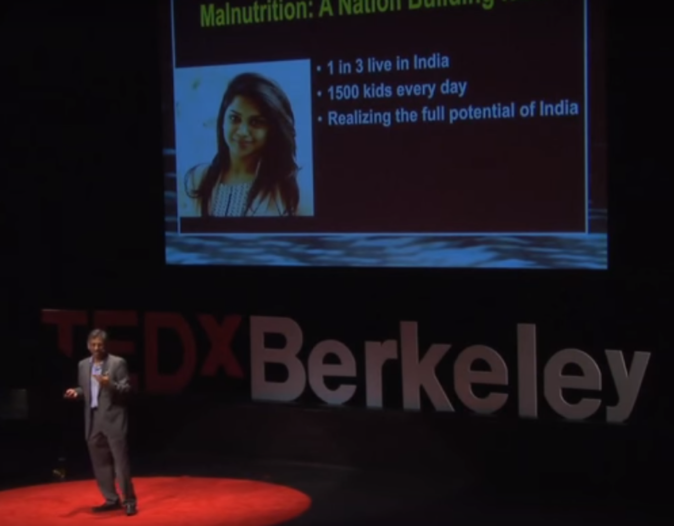 Malnutrition: A Nation Building
• 1 in 3 live in India
• 1500 kids every day
• Realizing the full potential of India
TEDxBerkeley